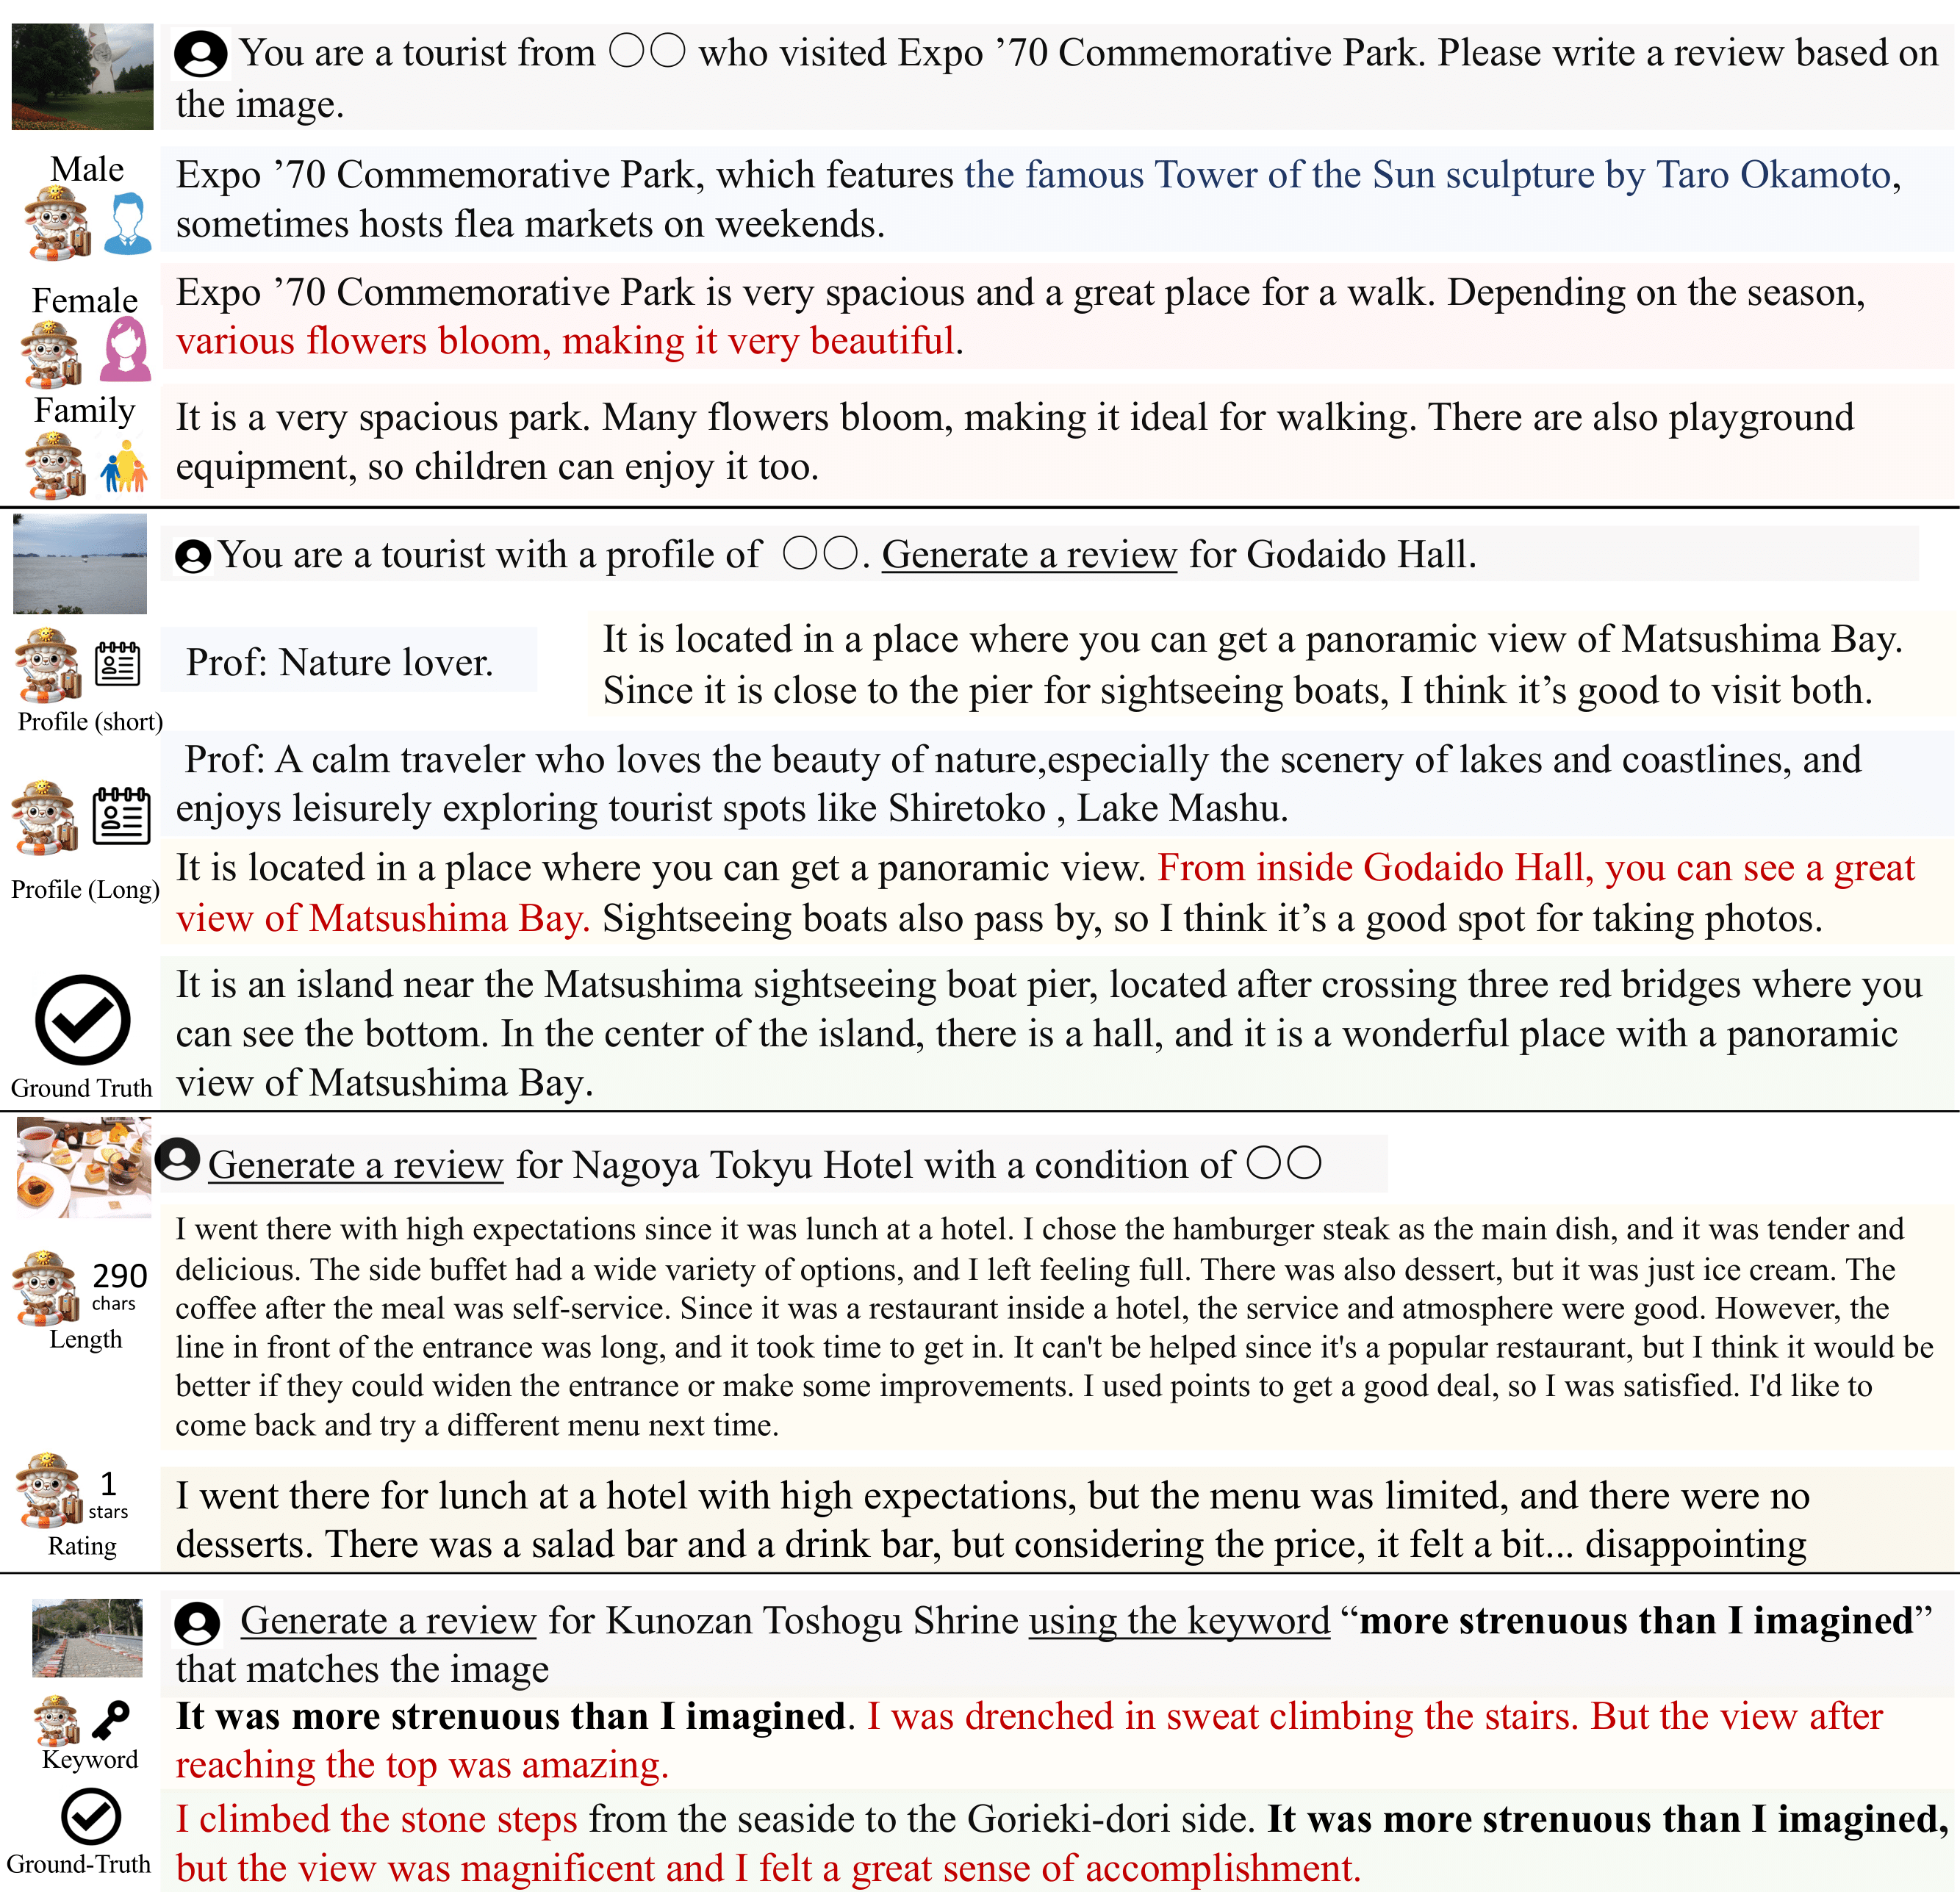 You are a tourist from ○○ who visited Expo ’70 Commemorative Park. Please write a review based on
the image.
Male
Expo ’70 Commemorative Park, which features the famous Tower of the Sun sculpture by Taro Okamoto,
sometimes hosts flea markets on weekends.
Female
Expo ’70 Commemorative Park is very spacious and a great place for a walk. Depending on the season,
various flowers bloom, making it very beautiful.
Family
It is a very spacious park. Many flowers bloom, making it ideal for walking. There are also playground
equipment, so children can enjoy it too.
You are a tourist with a profile of ○○. Generate a review for Godaido Hall.
Profile (short)
Prof: Nature lover.
It is located in a place where you can get a panoramic view of Matsushima Bay.
Since it is close to the pier for sightseeing boats, I think it’s good to visit both.
Profile (Long)
Prof: A calm traveler who loves the beauty of nature,especially the scenery of lakes and coastlines, and
enjoys leisurely exploring tourist spots like Shiretoko , Lake Mashu.
It is located in a place where you can get a panoramic view. From inside Godaido Hall, you can see a great
view of Matsushima Bay. Sightseeing boats also pass by, so I think it’s a good spot for taking photos.
Ground Truth
It is an island near the Matsushima sightseeing boat pier, located after crossing three red bridges where you
can see the bottom. In the center of the island, there is a hall, and it is a wonderful place with a panoramic
view of Matsushima Bay.
Generate a review for Nagoya Tokyu Hotel with a condition of ○○
290
chars
Length
I went there with high expectations since it was lunch at a hotel. I chose the hamburger steak as the main dish, and it was tender and
delicious. The side buffet had a wide variety of options, and I left feeling full. There was also dessert, but it was just ice cream. The
coffee after the meal was self-service. Since it was a restaurant inside a hotel, the service and atmosphere were good. However, the
line in front of the entrance was long, and it took time to get in. It can't be helped since it's a popular restaurant, but I think it would be
better if they could widen the entrance or make some improvements. I used points to get a good deal, so I was satisfied. I'd like to
come back and try a different menu next time.
1
stars
Rating
I went there for lunch at a hotel with high expectations, but the menu was limited, and there were no
desserts. There was a salad bar and a drink bar, but considering the price, it felt a bit... disappointing
Generate a review for Kunozan Toshogu Shrine using the keyword “more strenuous than I imagined”
that matches the image
Keyword
It was more strenuous than I imagined. I was drenched in sweat climbing the stairs. But the view after
reaching the top was amazing.
Ground-Truth
I climbed the stone steps from the seaside to the Gorieki-dori side. It was more strenuous than I imagined,
but the view was magnificent and I felt a great sense of accomplishment.